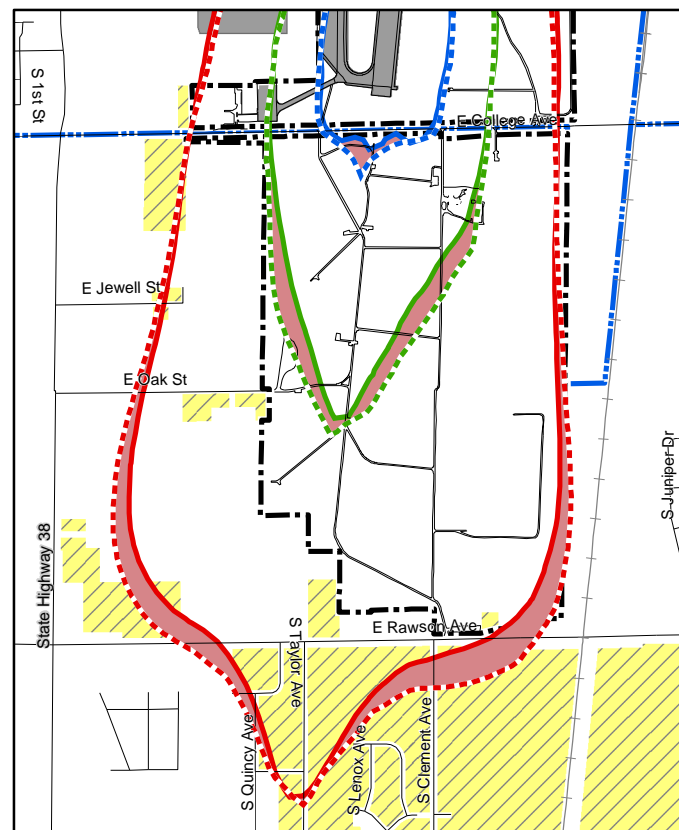 S 1st St
E College Ave
E Jewell St
E Oak St
S Juniper Dr
State Highway 38
E Rawson Ave
S Taylor Ave
S Quincy Ave
S Lenox Ave
S Clement Ave